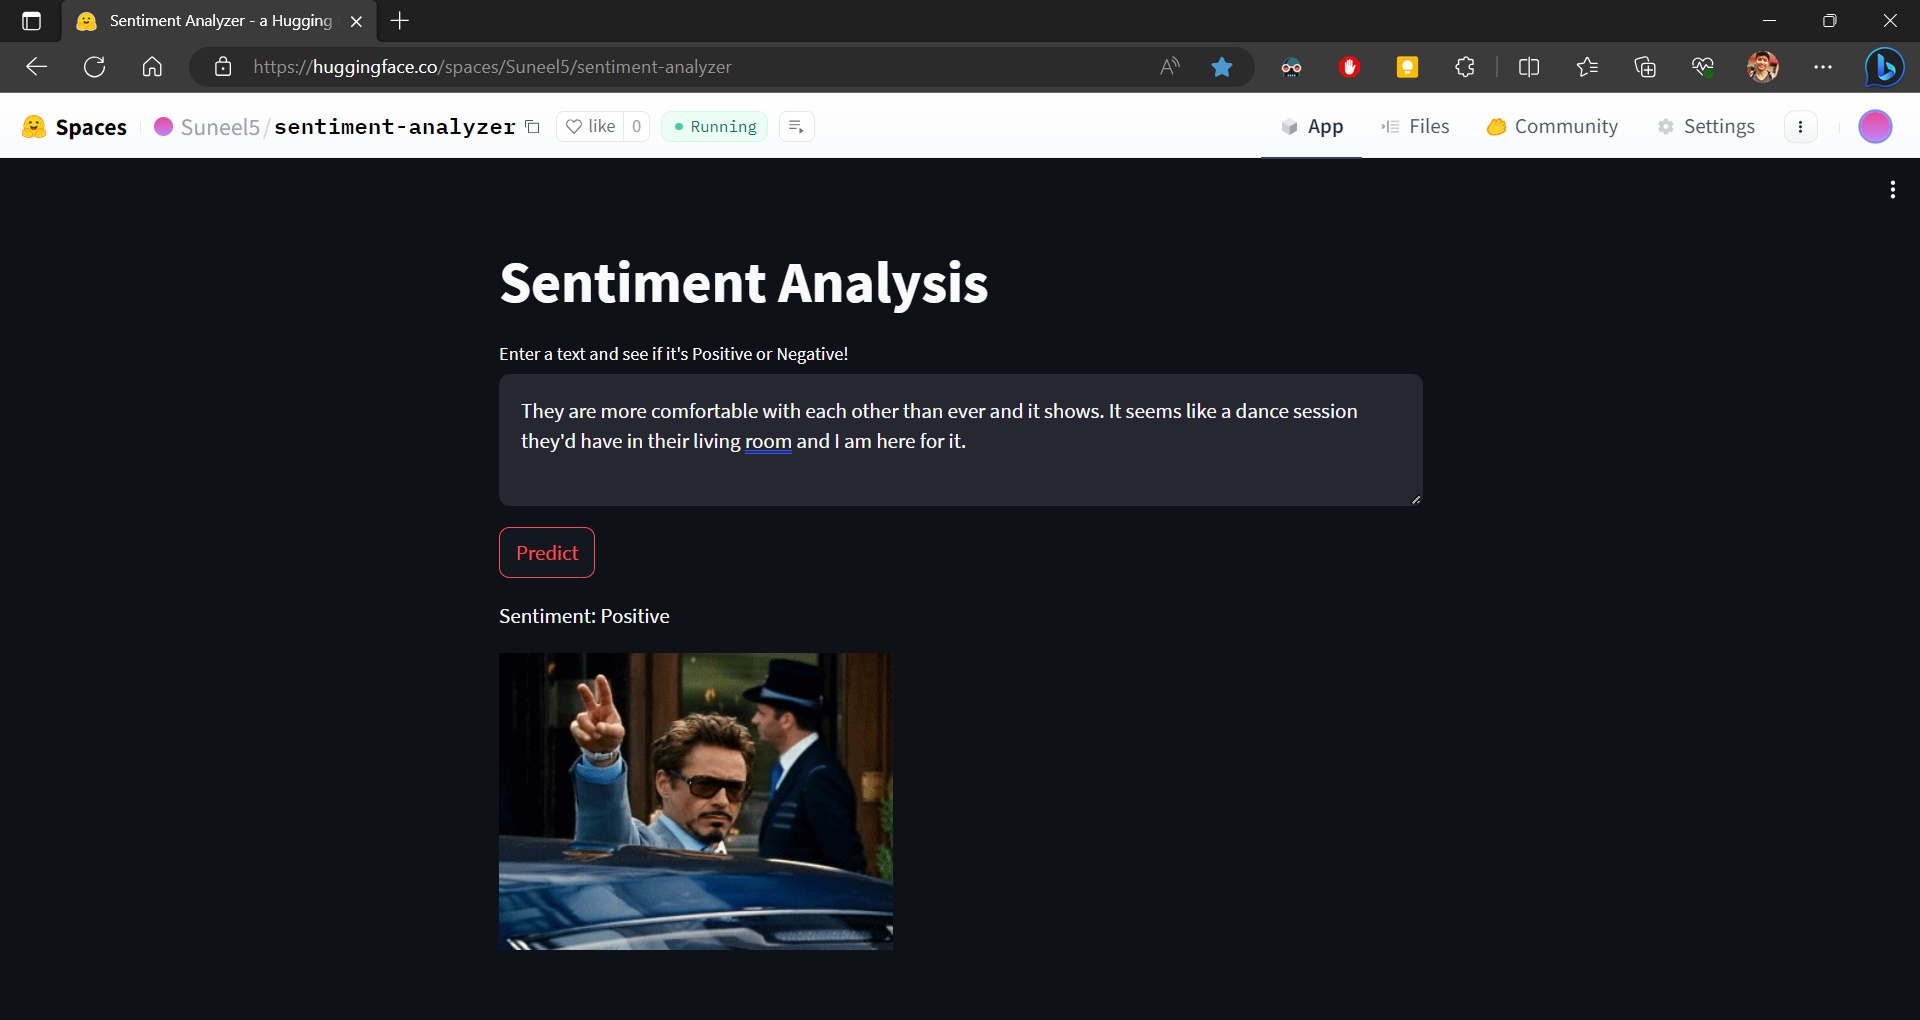 Sentiment Analyzer - a Hugging
https://huggingface.co/spaces/Suneel5/sentiment-analyzer
Spaces Suneel5/sentiment-analyzer like 0 Running App Files Community Settings
Sentiment Analysis
Enter a text and see if it's Positive or Negative!
They are more comfortable with each other than ever and it shows. It seems like a dance session
they'd have in their living room and I am here for it.
Predict
Sentiment: Positive